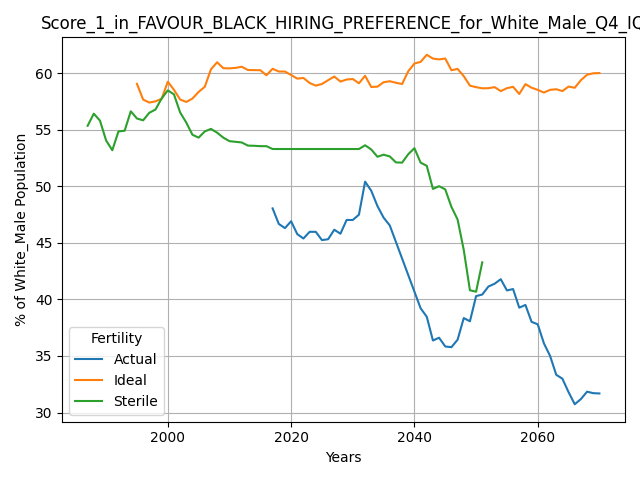 Score_1_in_FAVOUR_BLACK_HIRING_PREFERENCE_for_White_Male_Q4_IQ
% of White_Male Population
60
55
50
45
40
35
30
Fertility
Actual
Ideal
Sterile
2000 2020 2040 2060
Years